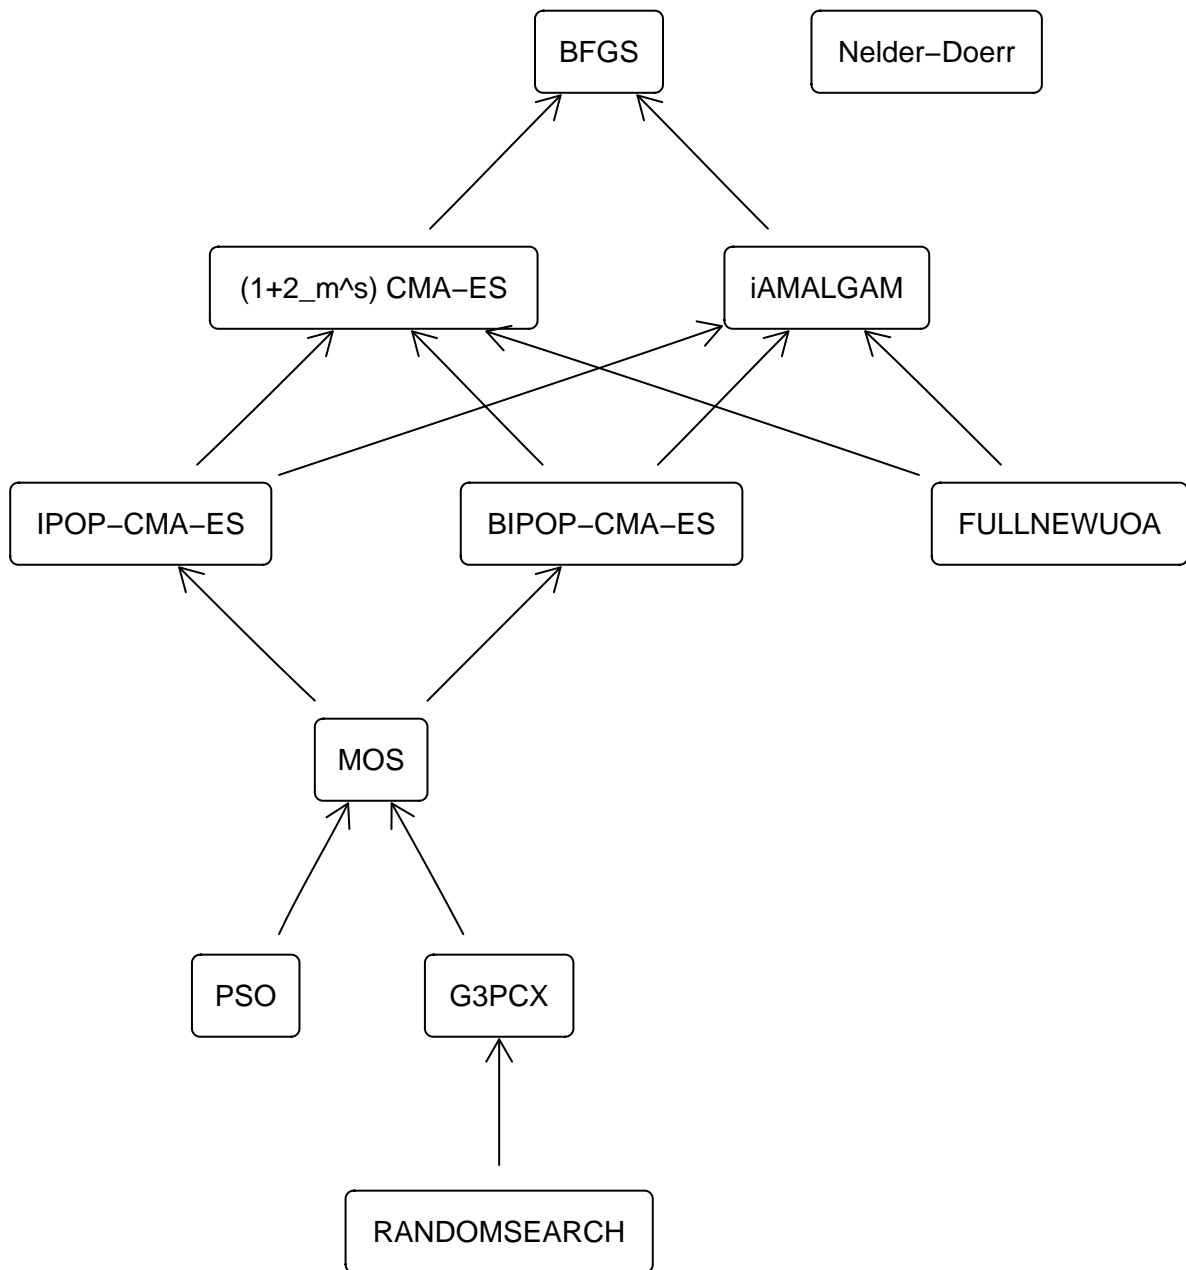 BFGS
Nelder−Doerr
(1+2_m^s) CMA−ES
iAMALGAM
IPOP−CMA−ES
BIPOP−CMA−ES
FULLNEWUOA
MOS
PSO
G3PCX
RANDOMSEARCH